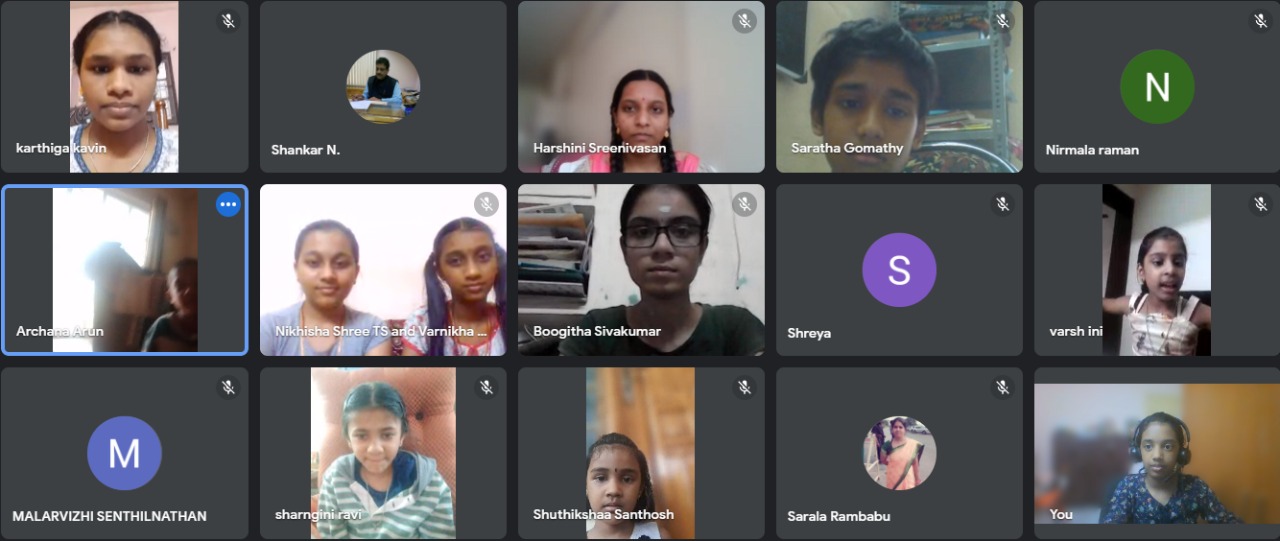 karthiga kavin
Shankar N.
Harshini Sreenivasan
Saratha Gomathy
N
Nirmala raman
Archana Arun
Nikhisha Shree TS and Varnikha ...
Boogitha Sivakumar
S
Shreya
varsh ini
M
MALARVIZHI SENTHILNATHAN
sharngini ravi
Shuthikshaa Santhosh
Sarala Rambabu
You